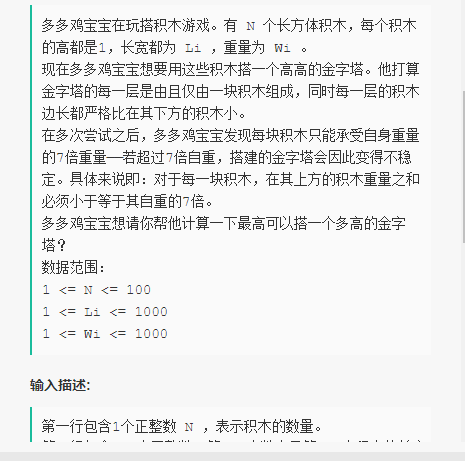 多多鸡宝宝在玩搭积木游戏。有 N 个长方体积木，每个积
木的高都是1，长宽都为 Li ，重量为 Wi 。
现在多多鸡宝宝想要用这些积木搭一个高高的金字塔。他打算
金字塔的每一层是由且仅由一块积木组成，同时每一层的积木
边长都严格比在其下方的积木小。
在多次尝试之后，多多鸡宝宝发现每块积木只能承受自身重量
的7倍重量——若超过7倍自重，搭建的金字塔会因此变得不稳
定。具体来说即：对于每一块积木，在其上方的积木重量之和
必须小于等于其自重的7倍。
多多鸡宝宝想请你帮他计算一下最高可以搭一个多高的金字
塔？
数据范围：
1 <= N <= 100
1 <= Li <= 1000
1 <= Wi <= 1000
输入描述:
第一行包含1个正整数 N ，表示积木的数量。